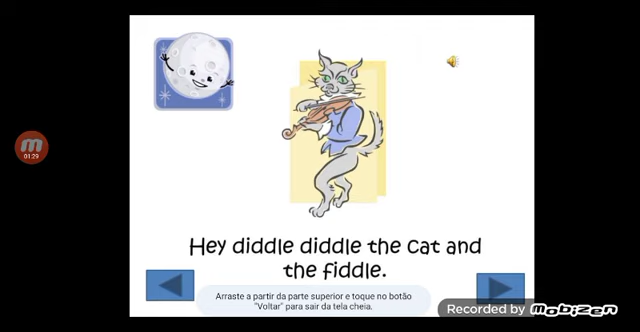 01:29
Hey diddle diddle the cat and
the fiddle.
Arraste a partir da parte superior e toque no botão
"Voltar" para sair da tela cheia.
Recorded by mobizen